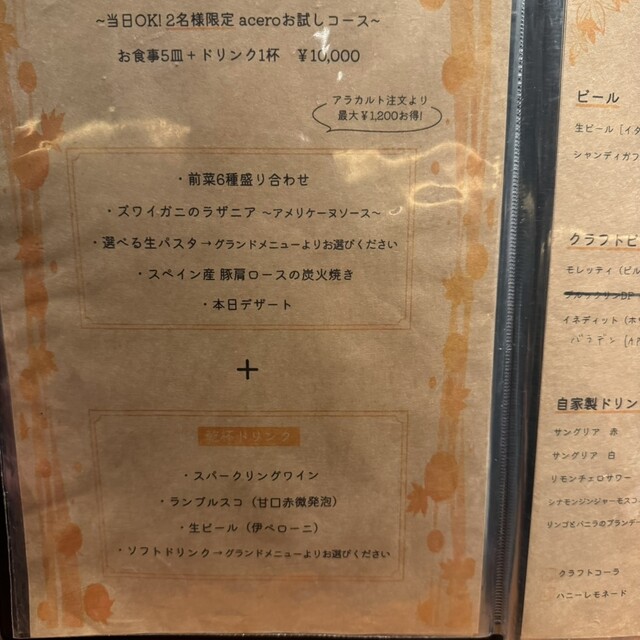 ~当日OK! 2名様限定 aceroお試しコース~
お食事5皿＋ドリンク1杯　¥10,000
アラカルト注文より
最大¥1,200お得!
・前菜6種盛り合わせ
・ズワイガニのラザニア ～アメリケーヌソース～
・選べる生パスタ→グランドメニューよりお選びください
・スペイン産 豚肩ロースの炭火焼き
・本日デザート
+
乾杯ドリンク
・スパークリングワイン
・ランブルスコ（甘口赤微発泡）
・生ビール（伊ペローニ）
・ソフトドリンク→グランドメニューよりお選びください
ビール
生ビール［イタ
シャンディガフ
クラフトビ
モレッティ（ビル
イネディット（ホワ
自家製ドリン
サングリア 赤
サングリア 白
リモンチェロサワー
シナモンジンジャーモスコ
リンゴとバニラのブランデー
クラフトコーラ
ハニーレモネード